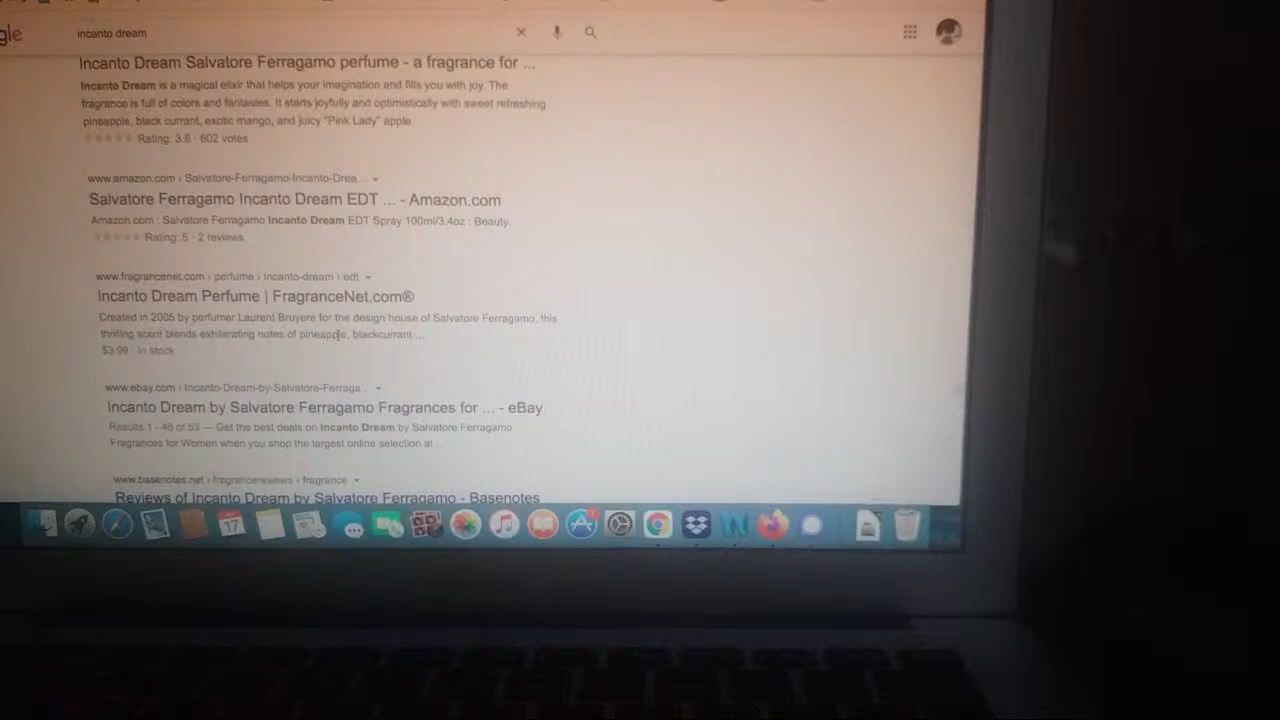 gle
incanto dream
Incanto Dream Salvatore Ferragamo perfume - a fragrance for ...
Incanto Dream is a magical elixir that helps your imagination and fills you with joy. The
fragrance is full of colors and fantasies. It starts joyfully and optimistically with sweet refreshing
pineapple, black currant, exotic mango, and juicy "Pink Lady" apple.
Rating: 3.8 · 602 votes
www.amazon.com › Salvatore-Ferragamo-Incanto-Drea...
Salvatore Ferragamo Incanto Dream EDT ... - Amazon.com
Amazon.com : Salvatore Ferragamo Incanto Dream EDT Spray 100ml/3.4oz : Beauty.
Rating: 5 · 2 reviews
www.fragrancenet.com › perfume › incanto-dream › edt
Incanto Dream Perfume | FragranceNet.com®
Created in 2005 by perfumer Laurent Bruyere for the design house of Salvatore Ferragamo, this
thrilling scent blends exhilarating notes of pineapple, blackcurrant ...
$3.99 · In stock
www.ebay.com › Incanto-Dream-by-Salvatore-Ferraga...
Incanto Dream by Salvatore Ferragamo Fragrances for ... - eBay
Results 1 - 48 of 53 — Get the best deals on Incanto Dream by Salvatore Ferragamo
Fragrances for Women when you shop the largest online selection at ...
www.basenotes.net › fragrancereviews › fragrance
Reviews of Incanto Dream by Salvatore Ferragamo - Basenotes
17